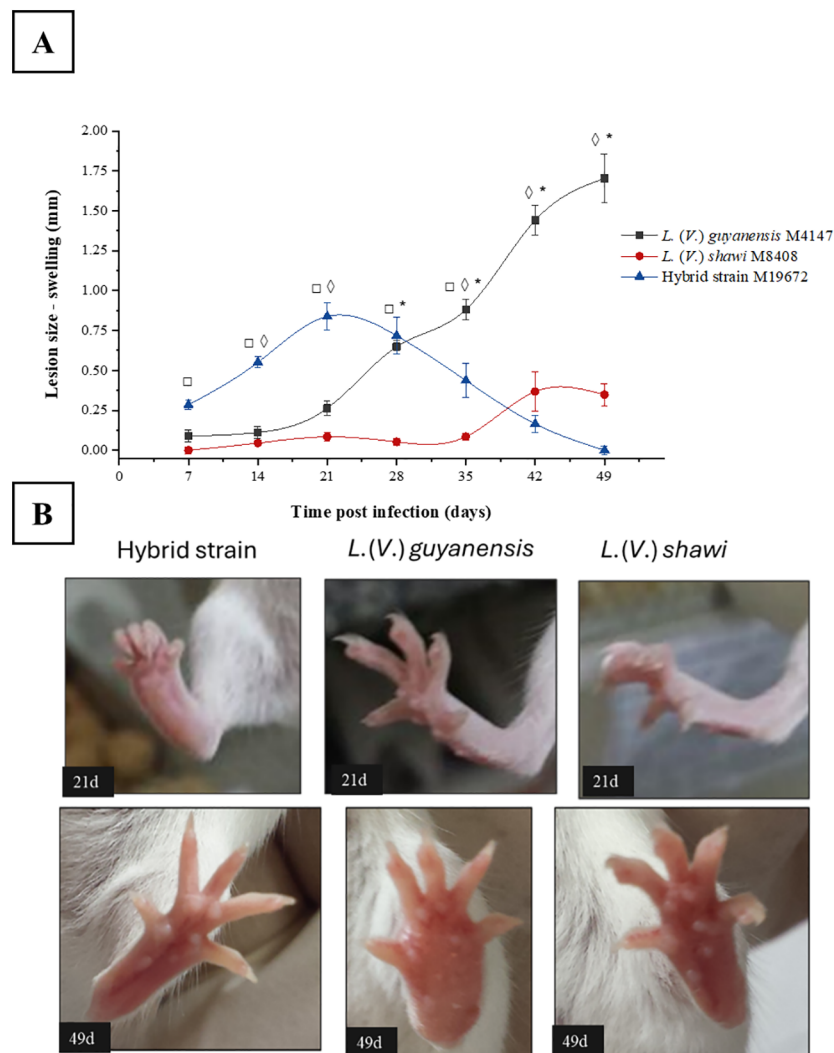 A
2.00
1.75
1.50
1.25
1.00
0.75
0.50
0.25
0.00
0
7
14
21
28
35
42
49
Lesion size - swelling (mm)
Time post infection (days)
□
□ ◊
□ ◊
□ *
□ ◊ *
◊ *
◊ *
L. (V.) guyanensis M4147
L. (V.) shawi M8408
Hybrid strain M19672
B
Hybrid strain
L.(V.) guyanensis
L.(V.) shawi
21d
21d
21d
49d
49d
49d